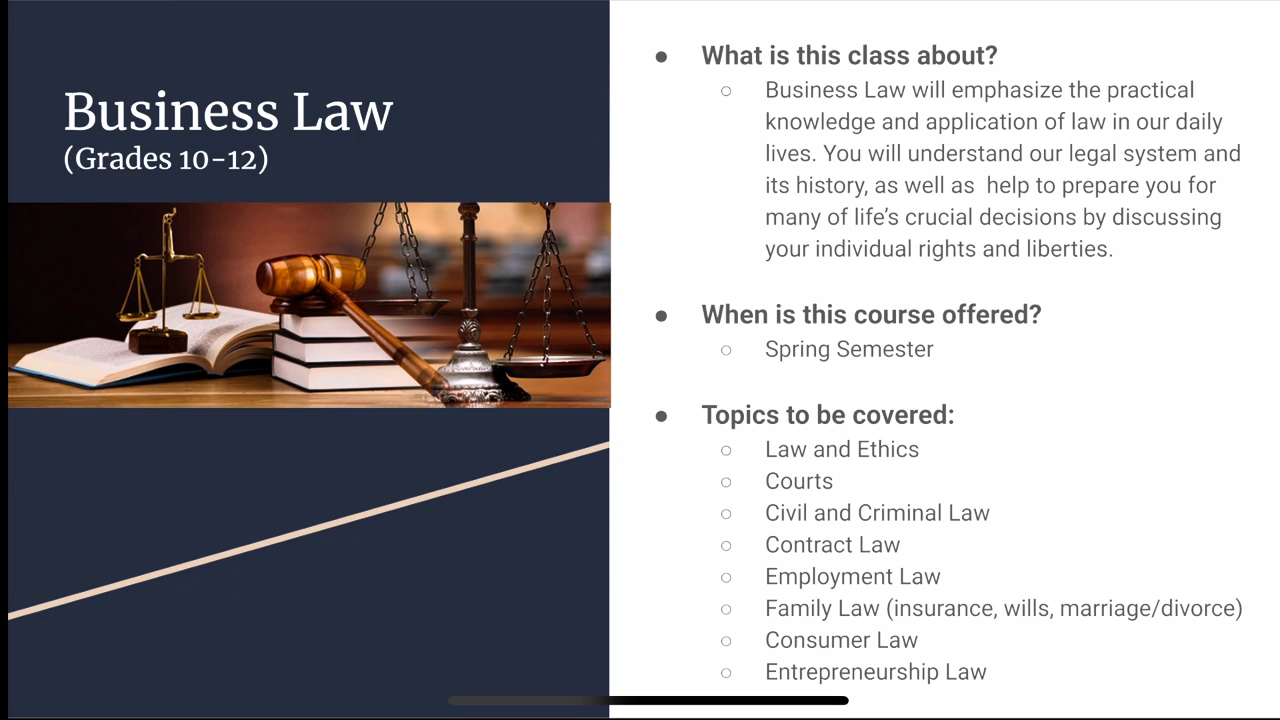 Business Law
(Grades 10-12)
● What is this class about?
○ Business Law will emphasize the practical
knowledge and application of law in our daily
lives. You will understand our legal system and
its history, as well as  help to prepare you for
many of life’s crucial decisions by discussing
your individual rights and liberties.
● When is this course offered?
○ Spring Semester
● Topics to be covered:
○ Law and Ethics
○ Courts
○ Civil and Criminal Law
○ Contract Law
○ Employment Law
○ Family Law (insurance, wills, marriage/divorce)
○ Consumer Law
○ Entrepreneurship Law